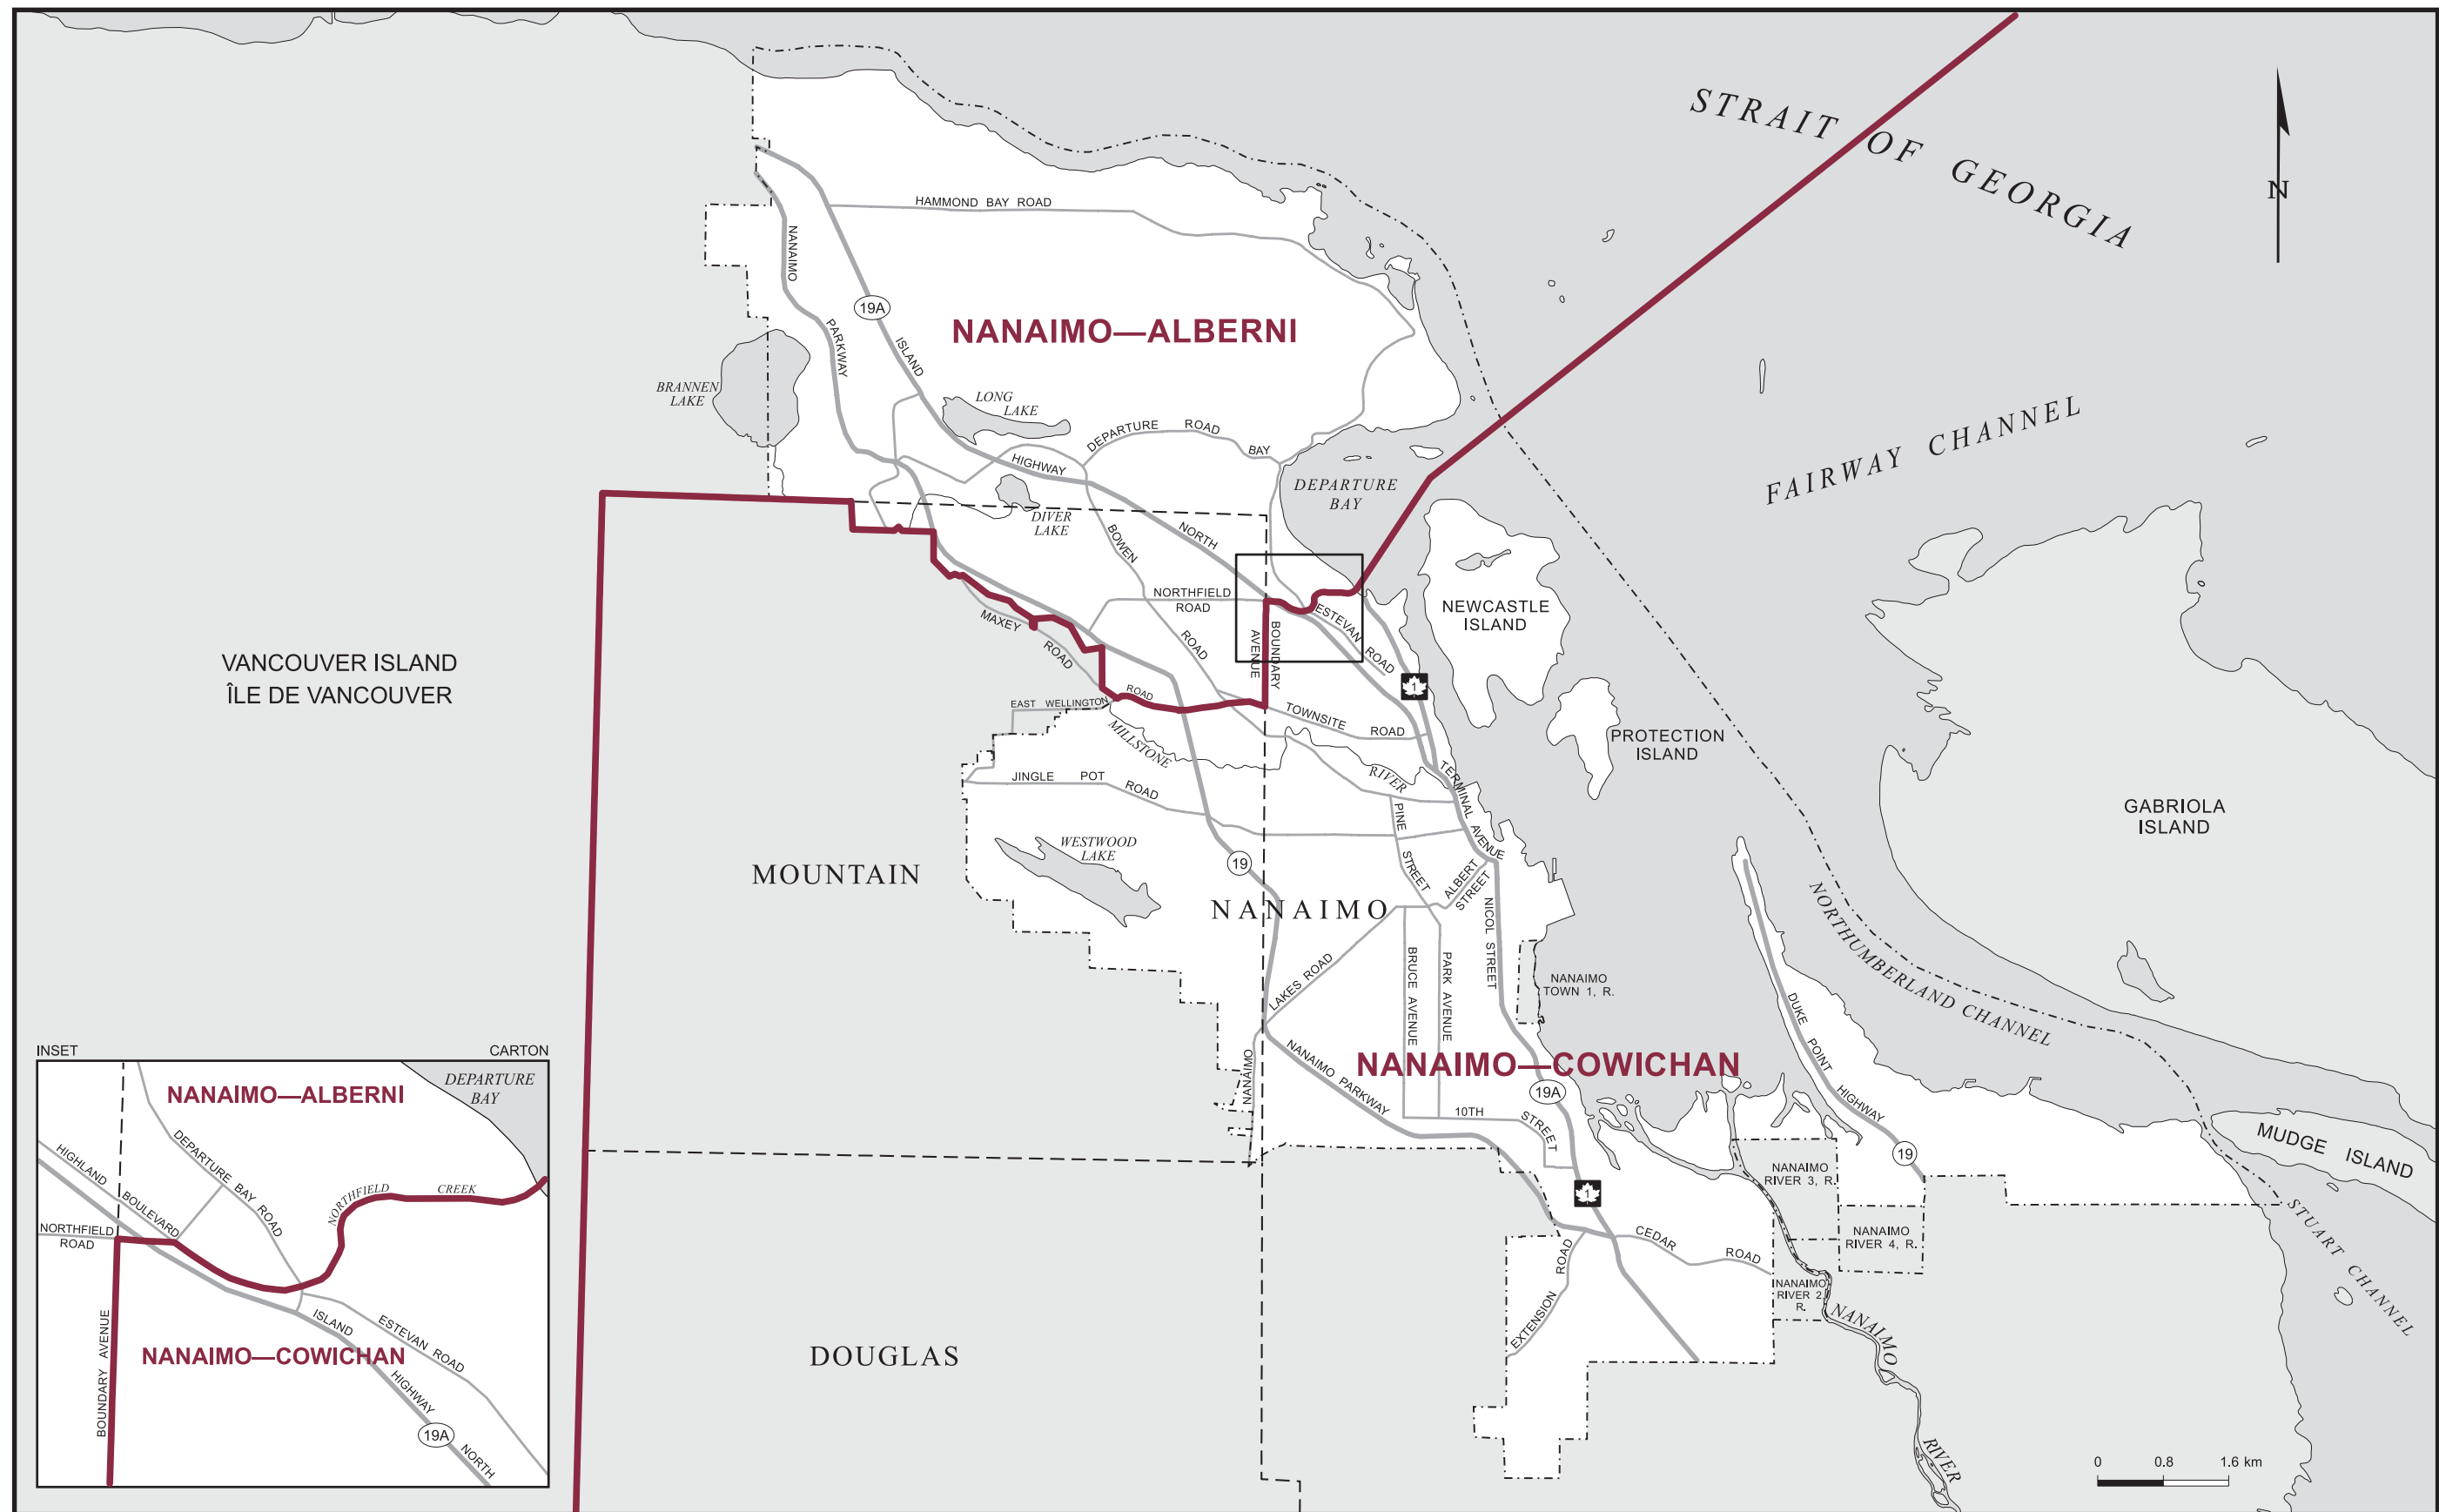 STRAIT OF GEORGIA
N
HAMMOND BAY ROAD
NANAIMO
PARKWAY
19A
ISLAND
HIGHWAY
NORTH
NANAIMO—ALBERNI
BRANNEN
LAKE
LONG
LAKE
DEPARTURE ROAD
BAY
FAIRWAY CHANNEL
DEPARTURE
BAY
DIVER
LAKE
BOWEN
ROAD
NORTHFIELD
ROAD
ESTEVAN
ROAD
BOUNDARY
AVENUE
MAXEY
ROAD
NEWCASTLE
ISLAND
VANCOUVER ISLAND
ÎLE DE VANCOUVER
1
EAST WELLINGTON
ROAD
TOWNSITE
ROAD
MILLSTONE
RIVER
PROTECTION
ISLAND
JINGLE POT
ROAD
TERMINAL AVENUE
PINE
STREET
GABRIOLA
ISLAND
WESTWOOD
LAKE
19
MOUNTAIN
ALBERT
STREET
NANAIMO
NICOL STREET
NORTHUMBERLAND CHANNEL
LAKES ROAD
NANAIMO
BRUCE AVENUE
PARK AVENUE
NANAIMO
TOWN 1, R.
DUKE POINT
HIGHWAY
19
NANAIMO PARKWAY
NANAIMO—COWICHAN
19A
10TH
STREET
MUDGE ISLAND
NANAIMO
RIVER 3, R.
1
STUART CHANNEL
NANAIMO
RIVER 4, R.
CEDAR
ROAD
EXTENSION
ROAD
NANAIMO
RIVER 2,
R.
NANAIMO
RIVER
DOUGLAS
0 0.8 1.6 km
INSET CARTON
NANAIMO—ALBERNI
DEPARTURE
BAY
HIGHLAND
BOULEVARD
DEPARTURE BAY
ROAD
NORTHFIELD
CREEK
NORTHFIELD
ROAD
BOUNDARY AVENUE
ISLAND
HIGHWAY
NORTH
ESTEVAN ROAD
NANAIMO—COWICHAN
19A